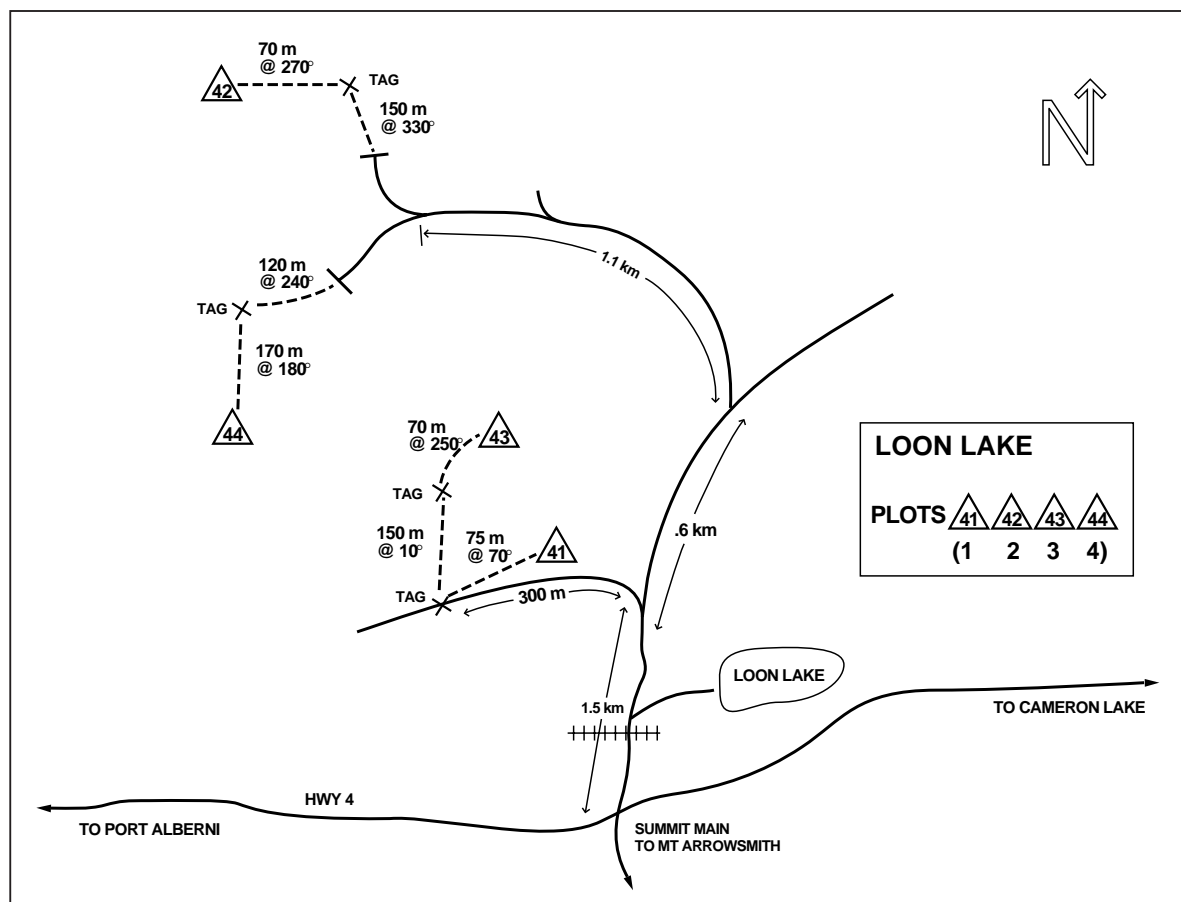 70 m
@ 270°
42
TAG
150 m
@ 330°
N
120 m
@ 240°
TAG
170 m
@ 180°
44
1.1 km
70 m
@ 250°
43
TAG
150 m
@ 10°
75 m
@ 70°
41
TAG
300 m
.6 km
LOON LAKE
PLOTS 41 42 43 44
(1 2 3 4)
LOON LAKE
1.5 km
TO CAMERON LAKE
HWY 4
TO PORT ALBERNI
SUMMIT MAIN
TO MT ARROWSMITH